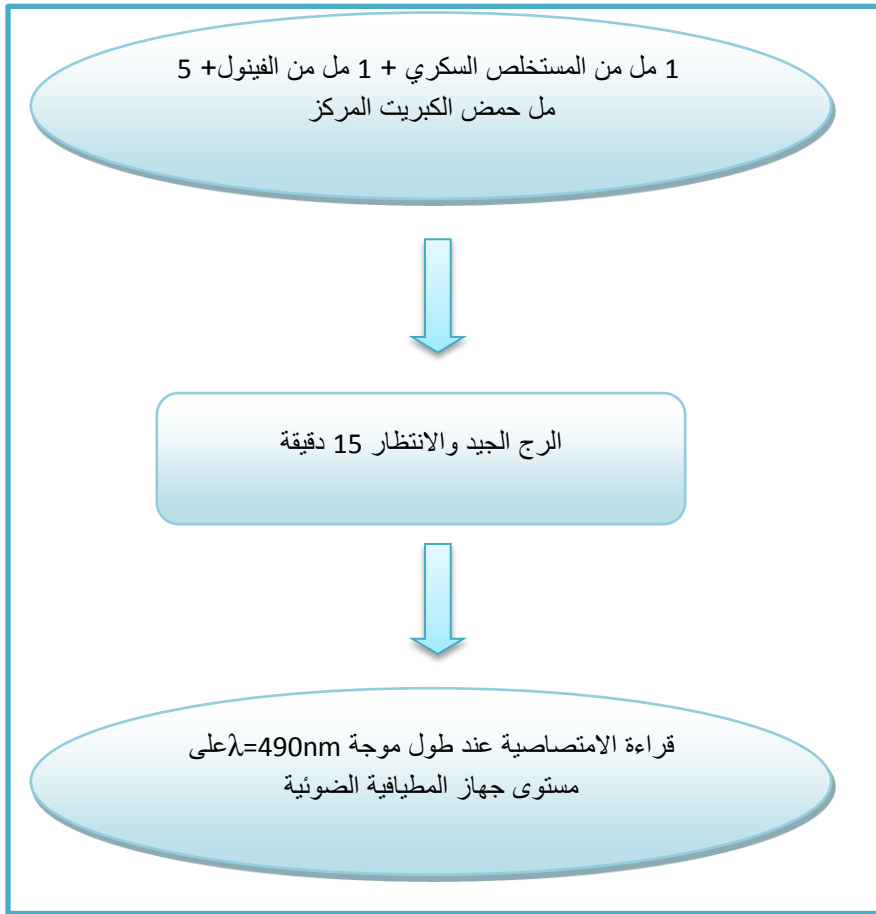 1 مل من المستخلص السكري + 1 مل من الفينول+ 5
مل حمض الكبريت المركز
الرج الجيد والانتظار 15 دقيقة
قراءة الامتصاصية عند طول موجة λ=490nmعلى
مستوى جهاز المطيافية الضوئية